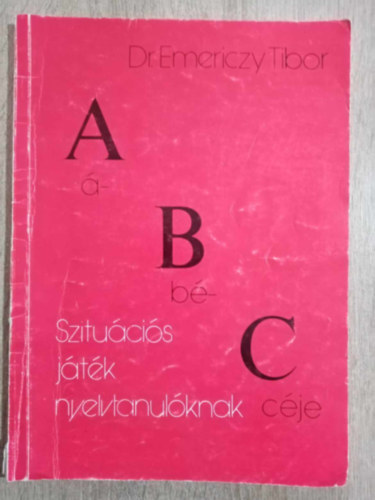 Dr Emericzy Tibor
A
á-
B
bé-
C
Szituációs
játék
nyelvtanulóknak
céje